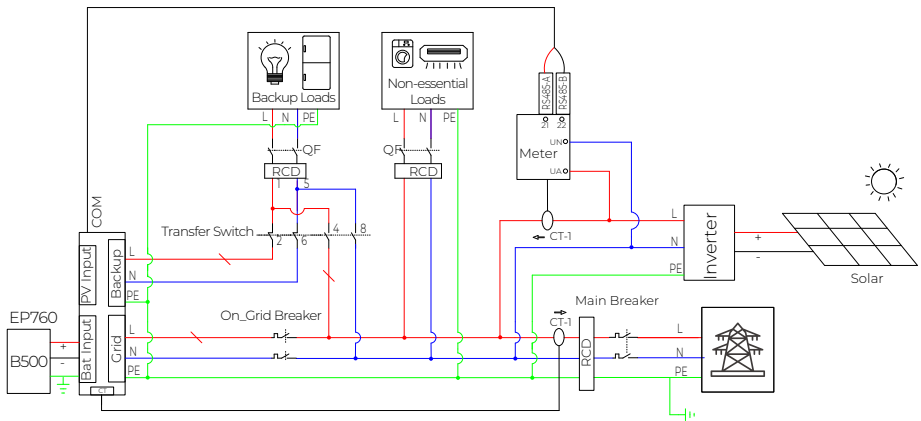 RS485-A
RS485-B
Backup Loads
Non-essential
Loads
L
N
PE
L
N
PE
21
22
UN
Meter
UA
QF
QF
RCD
RCD
1
5
COM
Transfer Switch
2
6
4
8
CT-1
L
N
PE
Inverter
+
-
Solar
PV Input
Backup
L
N
PE
EP760
B500
+
-
Bat Input
Grid
CT
L
N
PE
On_Grid Breaker
CT-1
Main Breaker
RCD
L
N
PE